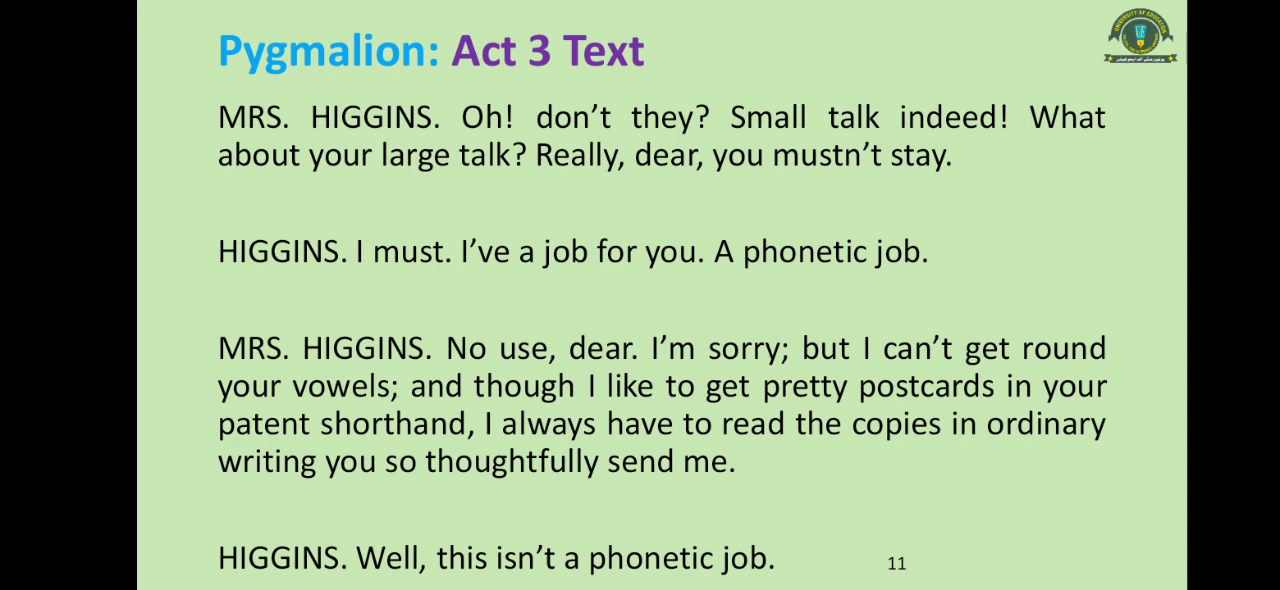 Pygmalion: Act 3 Text
UNIVERSITY OF EDUCATION
MRS. HIGGINS. Oh! don’t they? Small talk indeed! What
about your large talk? Really, dear, you mustn’t stay.
HIGGINS. I must. I’ve a job for you. A phonetic job.
MRS. HIGGINS. No use, dear. I’m sorry; but I can’t get round
your vowels; and though I like to get pretty postcards in your
patent shorthand, I always have to read the copies in ordinary
writing you so thoughtfully send me.
HIGGINS. Well, this isn’t a phonetic job.
11